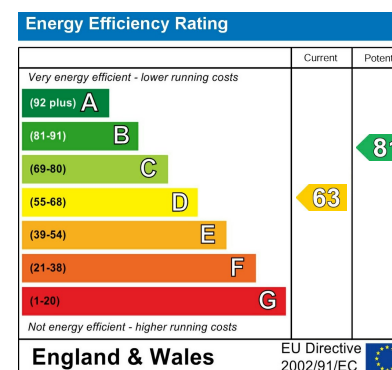 Energy Efficiency Rating
Current
Very energy efficient - lower running costs
(92 plus) A
(81-91) B
(69-80) C
(55-68) D
(39-54) E
(21-38) F
(1-20) G
63
Not energy efficient - higher running costs
England & Wales
EU Directive
2002/91/EC